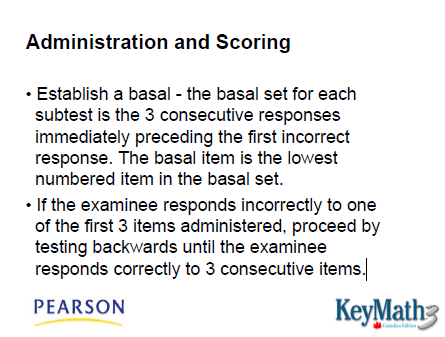 Administration and Scoring
• Establish a basal - the basal set for each
subtest is the 3 consecutive responses
immediately preceding the first incorrect
response. The basal item is the lowest
numbered item in the basal set.
• If the examinee responds incorrectly to one
of the first 3 items administered, proceed by
testing backwards until the examinee
responds correctly to 3 consecutive items.
PEARSON
KeyMath3
Canadian Edition